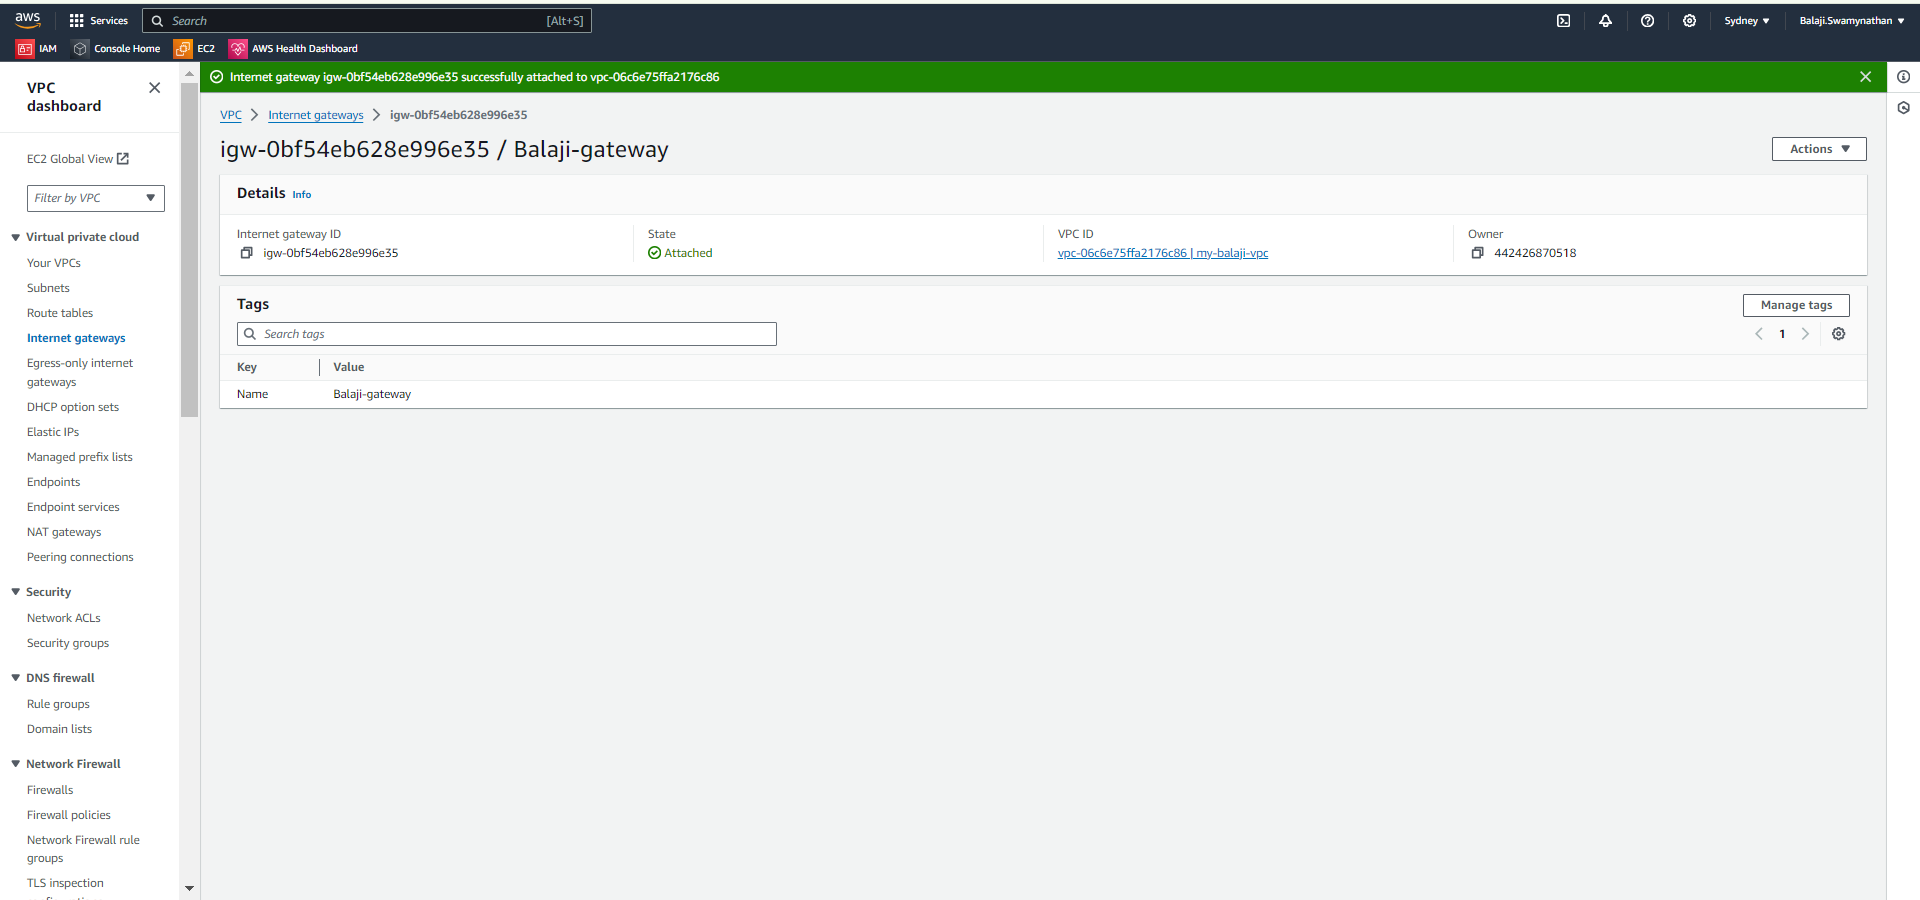 aws
Services
Search
[Alt+S]
Sydney
Balaji.Swamynathan
IAM
Console Home
EC2
AWS Health Dashboard
VPC
dashboard
EC2 Global View
Filter by VPC
Virtual private cloud
Your VPCs
Subnets
Route tables
Internet gateways
Egress-only internet
gateways
DHCP option sets
Elastic IPs
Managed prefix lists
Endpoints
Endpoint services
NAT gateways
Peering connections
Security
Network ACLs
Security groups
DNS firewall
Rule groups
Domain lists
Network Firewall
Firewalls
Firewall policies
Network Firewall rule
groups
TLS inspection
Internet gateway igw-0bf54eb628e996e35 successfully attached to vpc-06c6e75ffa2176c86
VPC
Internet gateways
igw-0bf54eb628e996e35
igw-0bf54eb628e996e35 / Balaji-gateway
Actions
Details Info
Internet gateway ID
igw-0bf54eb628e996e35
State
Attached
VPC ID
vpc-06c6e75ffa2176c86 | my-balaji-vpc
Owner
442426870518
Tags
Manage tags
Search tags
1
Key
Value
Name
Balaji-gateway